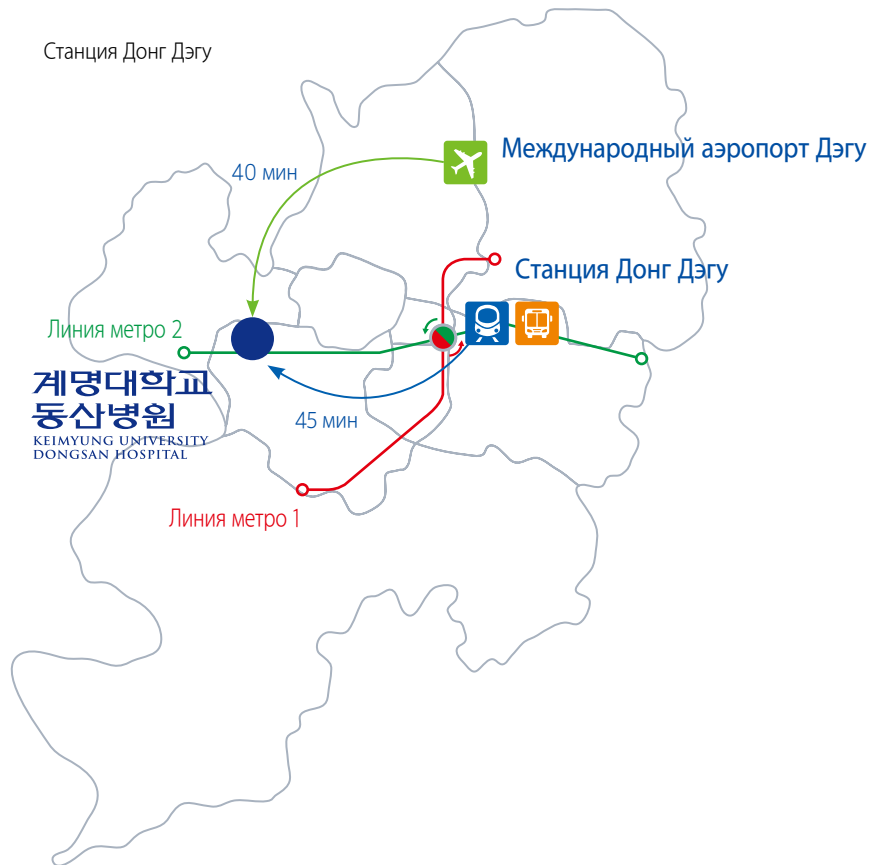 Станция Донг Дэгу
Международный аэропорт Дэгу
40 мин
Станция Донг Дэгу
Линия метро 2
계명대학교
동산병원
KEIMYUNG UNIVERSITY
DONGSAN HOSPITAL
45 мин
Линия метро 1